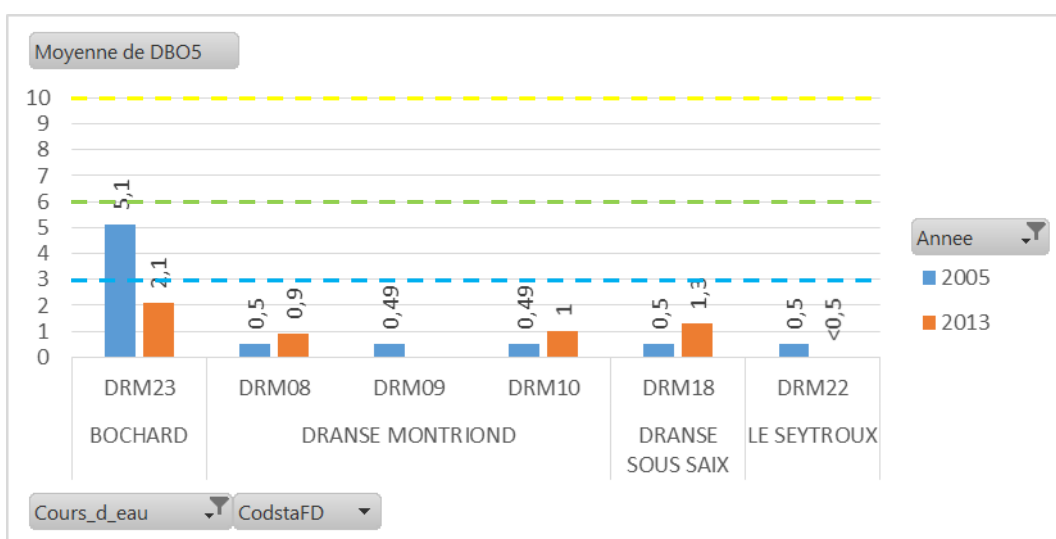 Moyenne de DBO5
10
9
8
7
6
5
4
3
2
1
0
5,1
2,1
0,5
0,9
0,49
0,49
1
0,5
1,3
0,5
<0,5
DRM23
DRM08
DRM09
DRM10
DRM18
DRM22
BOCHARD
DRANSE MONTRIOND
DRANSE
SOUS SAIX
LE SEYTROUX
Annee
2005
2013
Cours_d_eau
CodstaFD